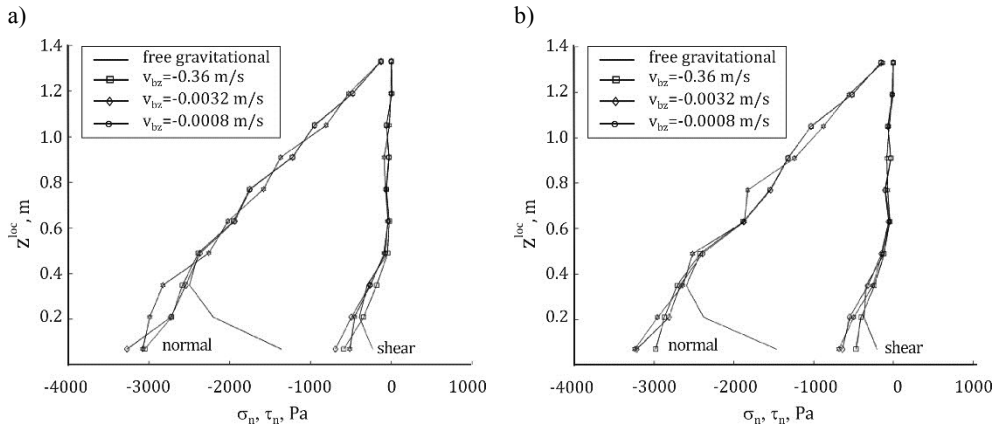 a)
1.4
1.2
1.0
0.8
0.6
0.4
0.2
Z^loc, m
free gravitational
v_bz=-0.36 m/s
v_bz=-0.0032 m/s
v_bz=-0.0008 m/s
normal
shear
-4000 -3000 -2000 -1000 0 1000
σ_n, τ_n, Pa
b)
1.4
1.2
1.0
0.8
0.6
0.4
0.2
Z^loc, m
free gravitational
v_bz=-0.36 m/s
v_bz=-0.0032 m/s
v_bz=-0.0008 m/s
normal
shear
-4000 -3000 -2000 -1000 0 1000
σ_n, τ_n, Pa